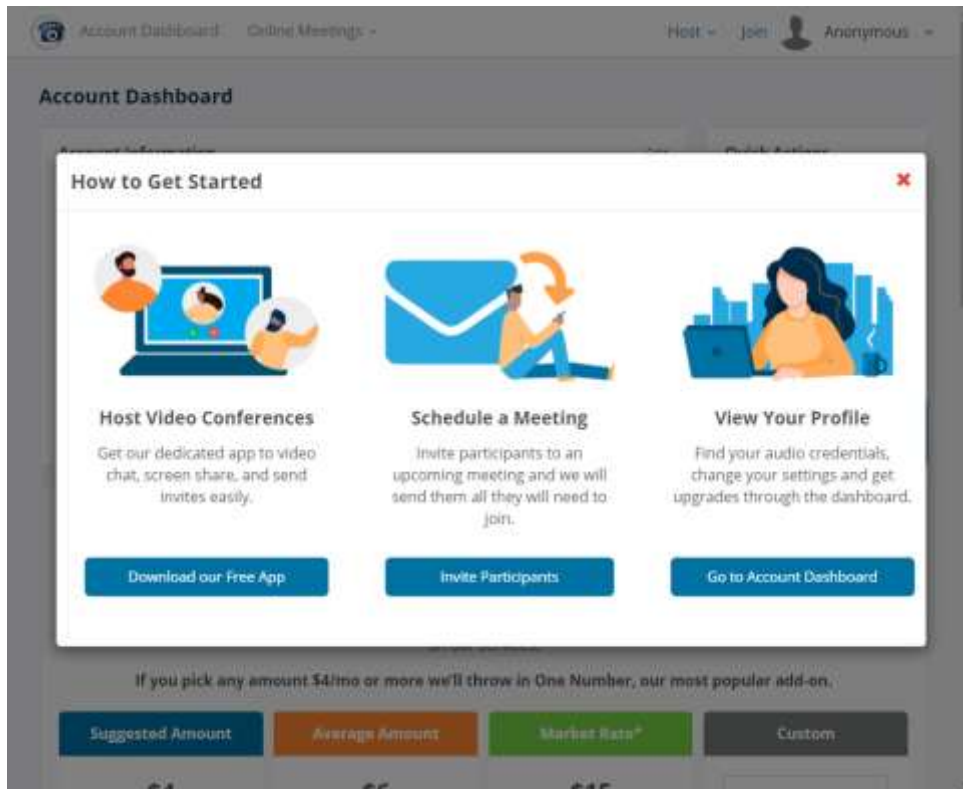 Account Dashboard Online Meetings Host Join Anonymous
Account Dashboard
Account Information Quick Actions
How to Get Started
Host Video Conferences
Get our dedicated app to video
chat, screen share, and send
invites easily.
Download our Free App
Schedule a Meeting
Invite participants to an
upcoming meeting and we will
send them all they will need to
join.
Invite Participants
View Your Profile
Find your audio credentials,
change your settings and get
upgrades through the dashboard.
Go to Account Dashboard
If you pick any amount $4/mo or more we'll throw in One Number, our most popular add-on.
Suggested Amount Average Amount Market Rate* Custom
$4 $6 $15